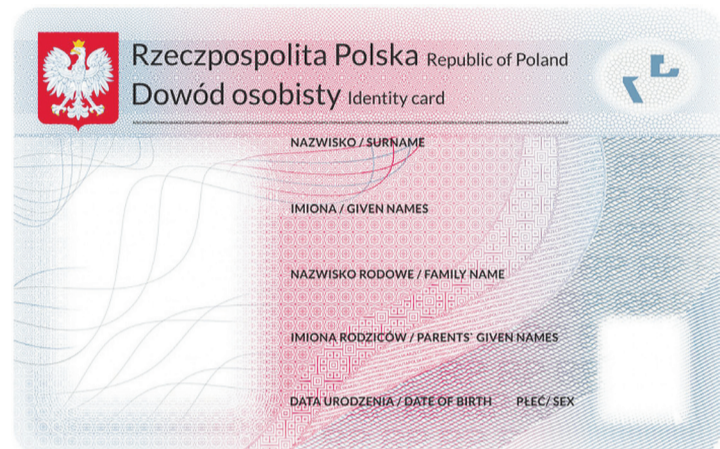 Rzeczpospolita Polska Republic of Poland
Dowód osobisty Identity card
NAZWISKO / SURNAME
IMIONA / GIVEN NAMES
NAZWISKO RODOWE / FAMILY NAME
IMIONA RODZICÓW / PARENTS` GIVEN NAMES
DATA URODZENIA / DATE OF BIRTH PŁEĆ/ SEX